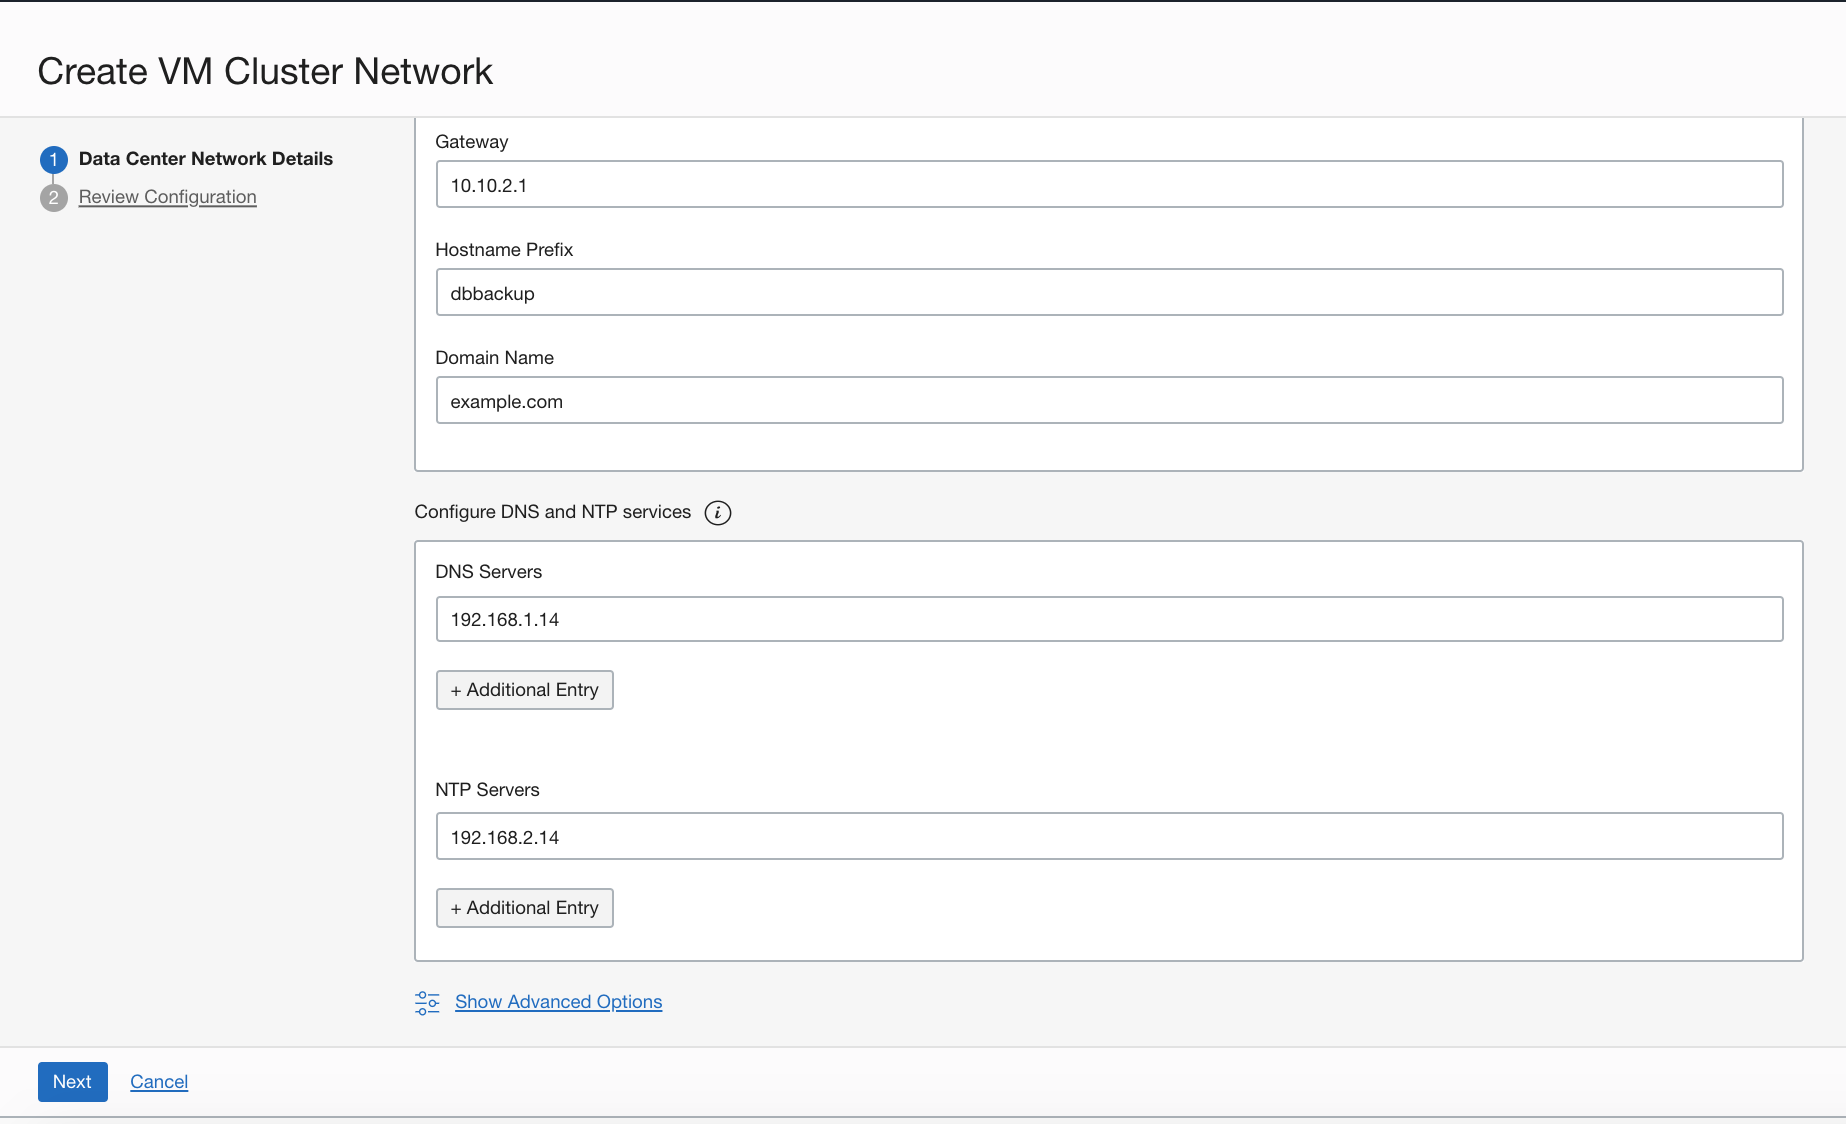 Create VM Cluster Network
1 Data Center Network Details
2 Review Configuration
Gateway
10.10.2.1
Hostname Prefix
dbbackup
Domain Name
example.com
Configure DNS and NTP services i
DNS Servers
192.168.1.14
+ Additional Entry
NTP Servers
192.168.2.14
+ Additional Entry
Show Advanced Options
Next Cancel